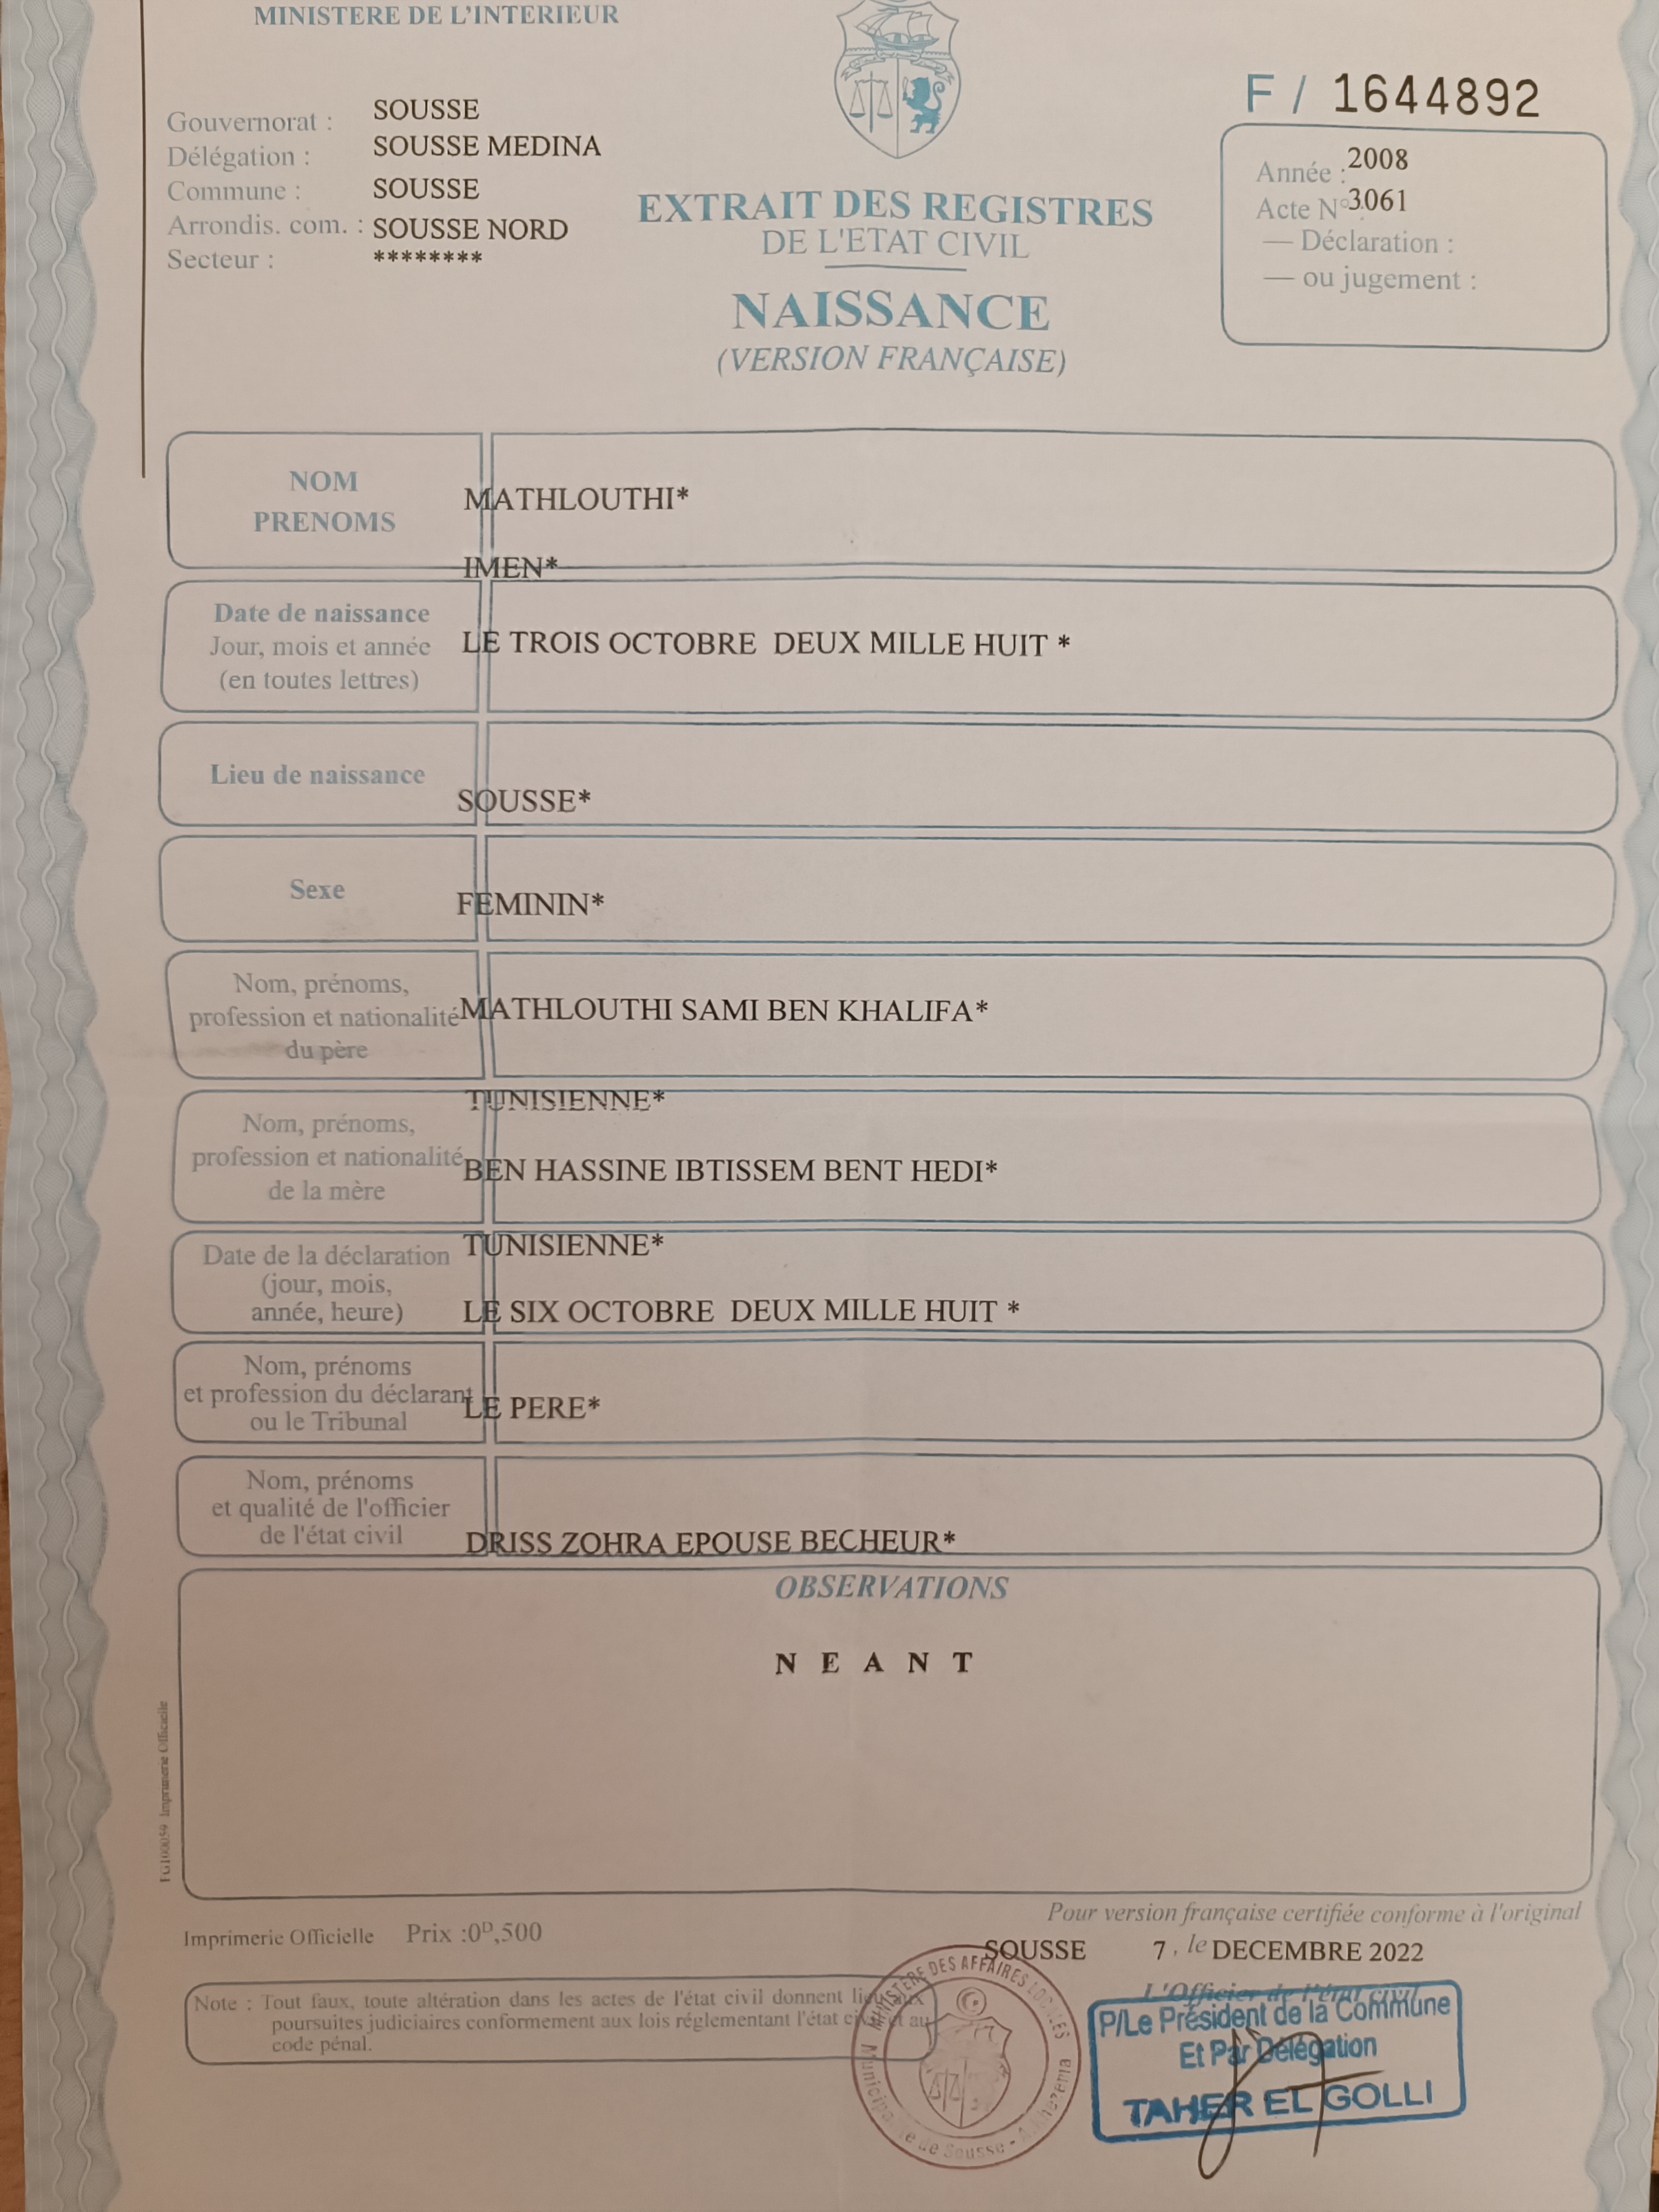 MINISTERE DE L'INTERIEUR
F / 1644892
Gouvernorat : SOUSSE
Délégation : SOUSSE MEDINA
Commune : SOUSSE
Arrondis. com. : SOUSSE NORD
Secteur : ********
EXTRAIT DES REGISTRES
DE L'ETAT CIVIL
NAISSANCE
(VERSION FRANÇAISE)
Année : 2008
Acte N° 3061
— Déclaration :
— ou jugement :
NOM
PRENOMS
MATHLOUTHI*
IMEN*
Date de naissance
Jour, mois et année
(en toutes lettres)
LE TROIS OCTOBRE DEUX MILLE HUIT *
Lieu de naissance
SOUSSE*
Sexe
FEMININ*
Nom, prénoms,
profession et nationalité
du père
MATHLOUTHI SAMI BEN KHALIFA*
TUNISIENNE*
Nom, prénoms,
profession et nationalité
de la mère
BEN HASSINE IBTISSEM BENT HEDI*
TUNISIENNE*
Date de la déclaration
(jour, mois,
année, heure)
LE SIX OCTOBRE DEUX MILLE HUIT *
Nom, prénoms
et profession du déclarant
ou le Tribunal
LE PERE*
Nom, prénoms
et qualité de l'officier
de l'état civil
DRISS ZOHRA EPOUSE BECHEUR*
OBSERVATIONS
N E A N T
Imprimerie Officielle
Imprimerie Officielle Prix :0ᴰ,500
Pour version française certifiée conforme à l'original
SOUSSE 7 , le DECEMBRE 2022
L'Officier de l'état civil
Note : Tout faux, toute altération dans les actes de l'état civil donnent lieu aux
poursuites judiciaires conformement aux lois réglementant l'état civil et au
code pénal.
MINISTERE DES AFFAIRES LOCALES
Municipalité de Sousse -
P/Le Président de la Commune
Et Par Délégation
TAHER EL GOLLI